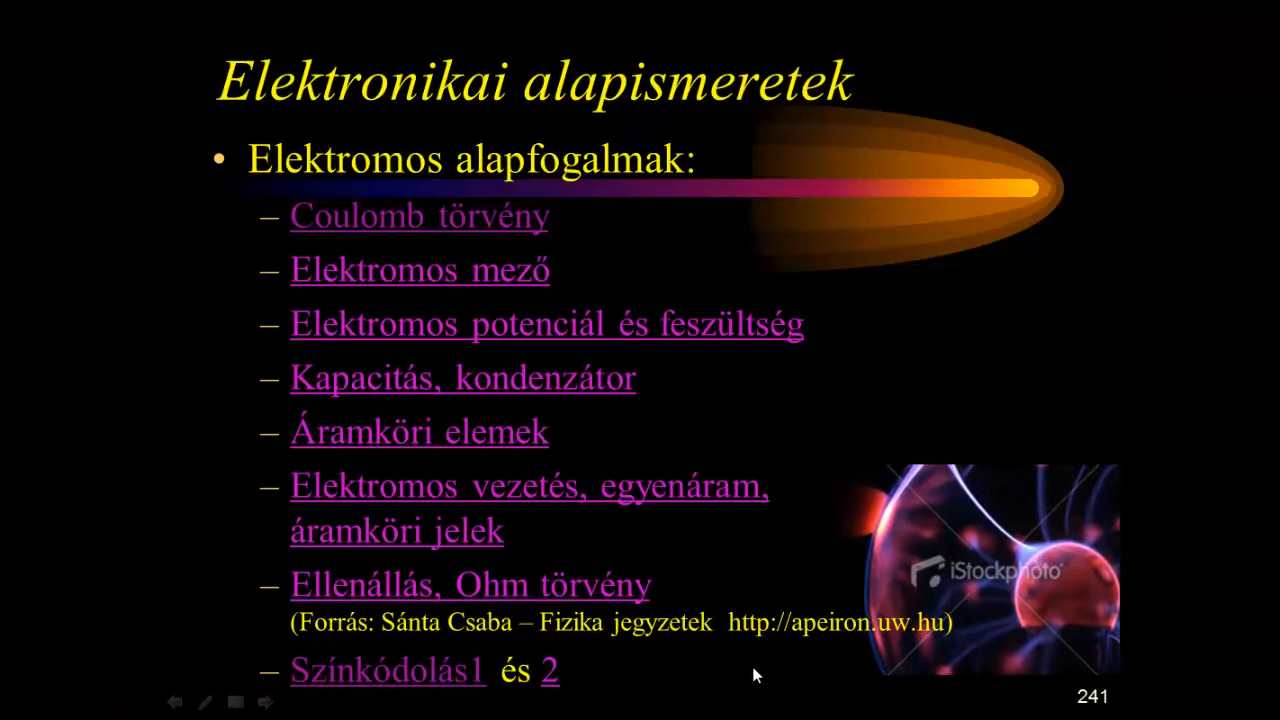 Elektronikai alapismeretek
• Elektromos alapfogalmak:
– Coulomb törvény
– Elektromos mező
– Elektromos potenciál és feszültség
– Kapacitás, kondenzátor
– Áramköri elemek
– Elektromos vezetés, egyenáram,
áramköri jelek
iStockphoto
– Ellenállás, Ohm törvény
(Forrás: Sánta Csaba – Fizika jegyzetek http://apeiron.uw.hu)
– Színkódolás1 és 2
241